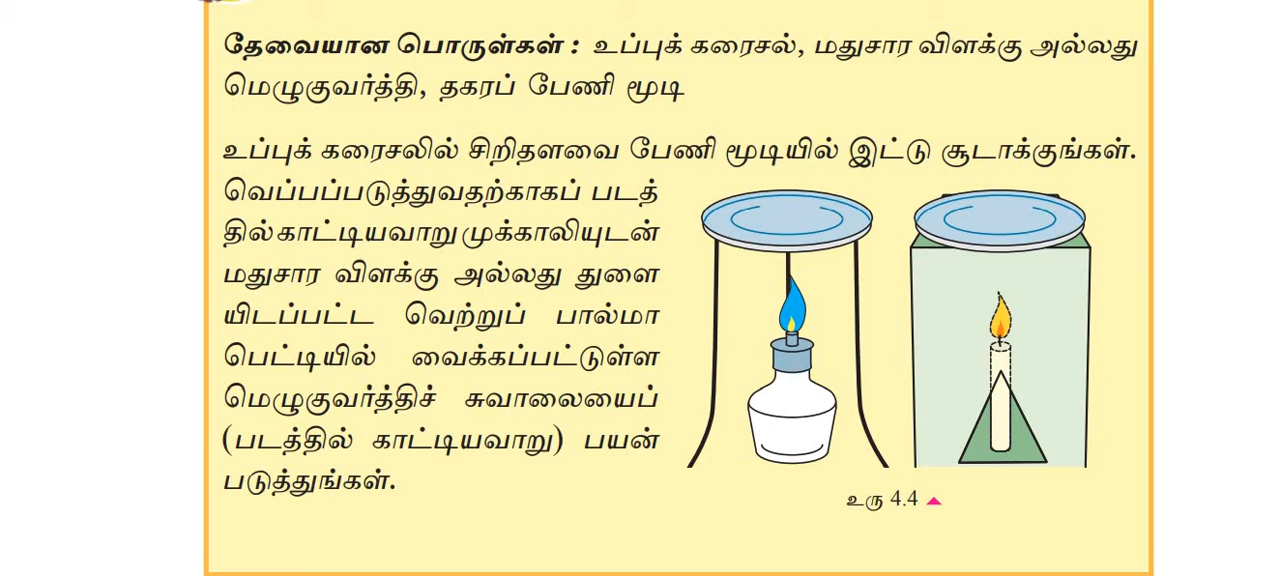 தேவையான பொருள்கள் : உப்புக் கரைசல், மதுசார விளக்கு அல்லது
மெழுகுவர்த்தி, தகரப் பேணி மூடி
உப்புக் கரைசலில் சிறிதளவை பேணி மூடியில் இட்டு சூடாக்குங்கள்.
வெப்பப்படுத்துவதற்காகப் படத்
தில் காட்டியவாறு முக்காலியுடன்
மதுசார விளக்கு அல்லது துளை
யிடப்பட்ட வெற்றுப் பால்மா
பெட்டியில் வைக்கப்பட்டுள்ள
மெழுகுவர்த்திச் சுவாலையைப்
(படத்தில் காட்டியவாறு) பயன்
படுத்துங்கள்.
உரு 4.4